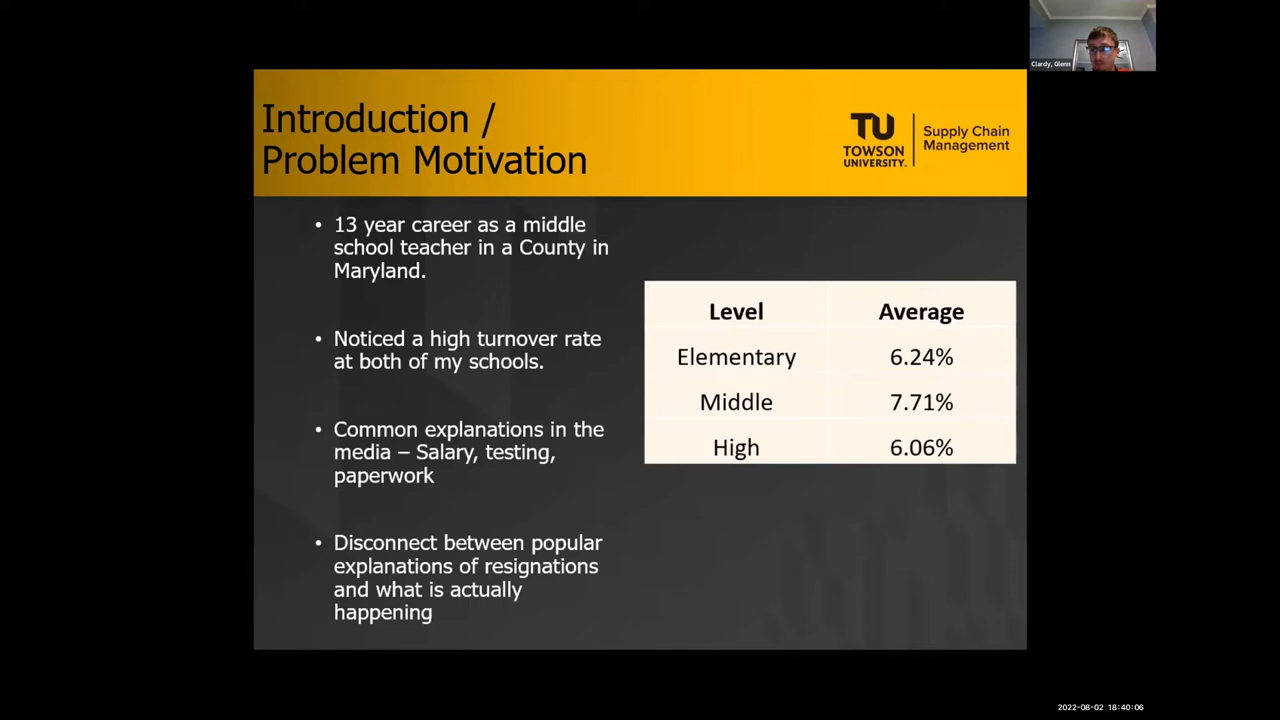 Clardy, Glenn
Introduction /
Problem Motivation
TU
TOWSON
UNIVERSITY.
Supply Chain
Management
• 13 year career as a middle
school teacher in a County in
Maryland.
• Noticed a high turnover rate
at both of my schools.
• Common explanations in the
media – Salary, testing,
paperwork
• Disconnect between popular
explanations of resignations
and what is actually
happening
Level Average
Elementary 6.24%
Middle 7.71%
High 6.06%
2022-08-02 18:40:06